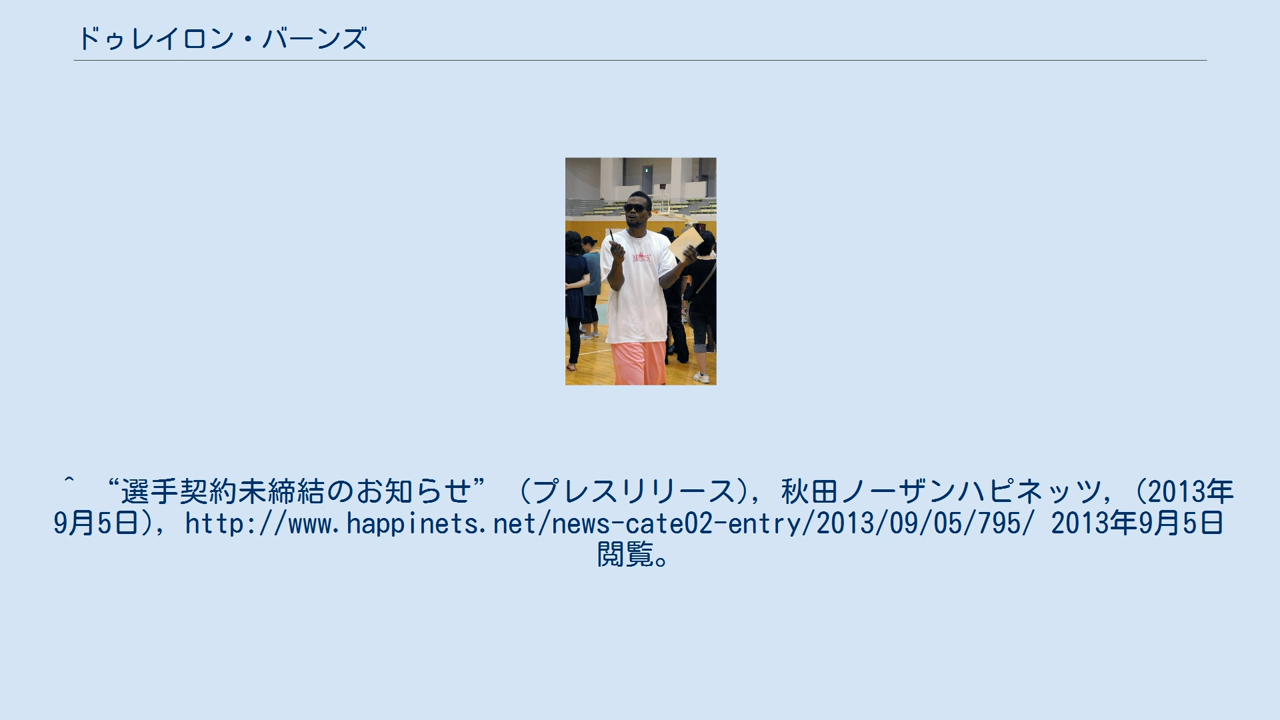 ドゥレイロン・バーンズ
^ “選手契約未締結のお知らせ” (プレスリリース), 秋田ノーザンハピネッツ, (2013年
9月5日), http://www.happinets.net/news-cate02-entry/2013/09/05/795/ 2013年9月5日
閲覧。